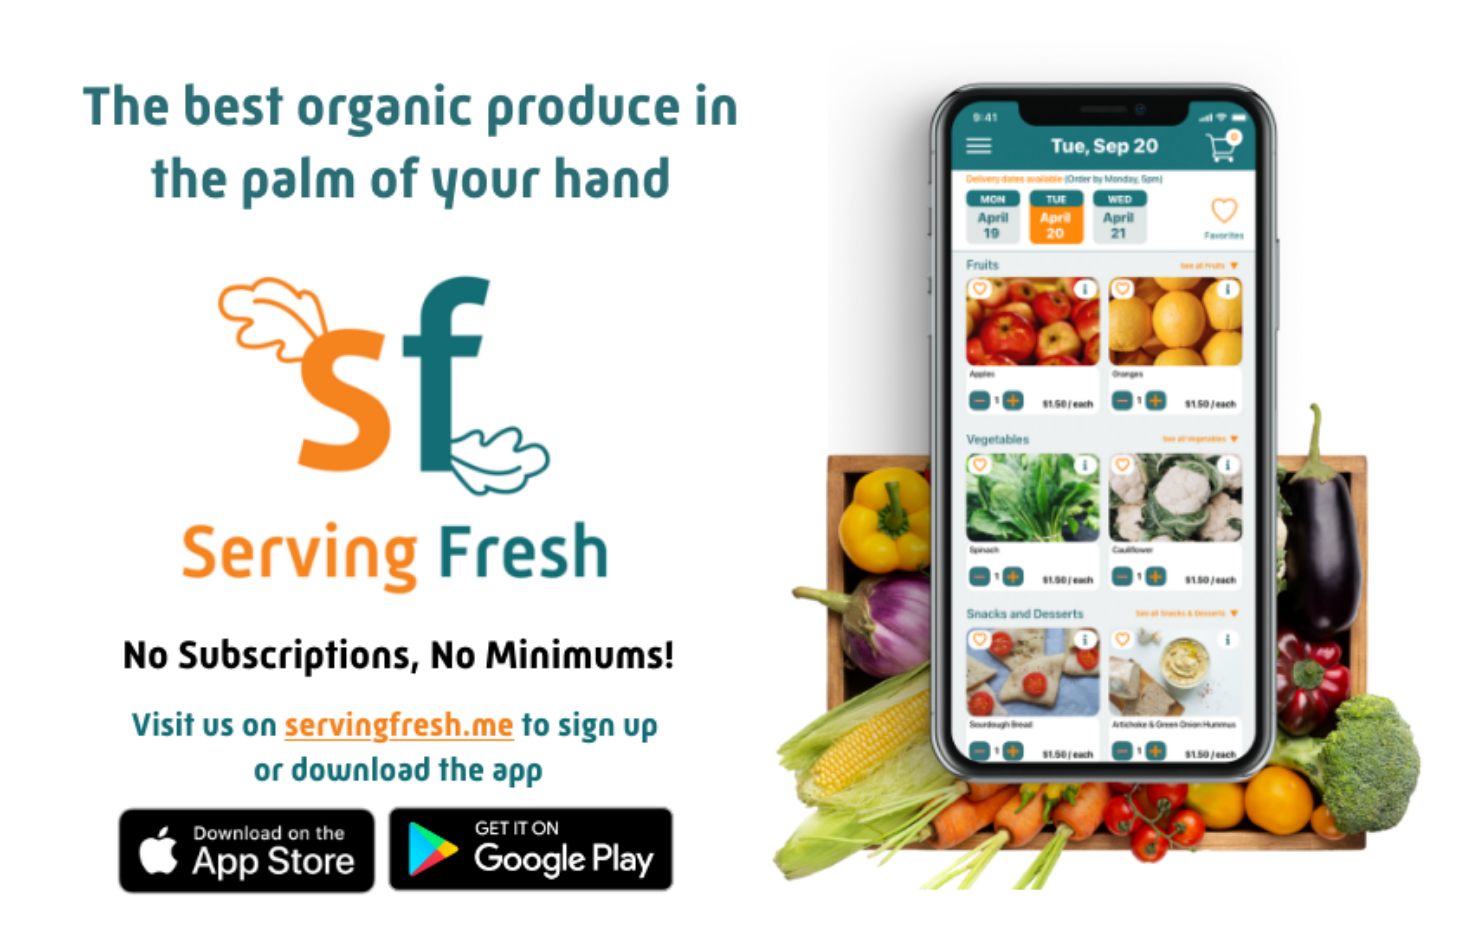 The best organic produce in
the palm of your hand
sf
Serving Fresh
No Subscriptions, No Minimums!
Visit us on servingfresh.me to sign up
or download the app
Download on the
App Store
GET IT ON
Google Play
9:41
Tue, Sep 20
0
Delivery dates available (Order by Monday, 5pm)
MON
April
19
TUE
April
20
WED
April
21
Favorites
Fruits
See all Fruits
i
i
Apples
Oranges
1
$1.50 / each
1
$1.50 / each
Vegetables
See all Vegetables
i
i
Spinach
Cauliflower
1
$1.50 / each
1
$1.50 / each
Snacks and Desserts
See all Snacks & Desserts
i
i
Sourdough Bread
Artichoke & Green Onion Hummus
1
$1.50 / each
1
$1.50 / each